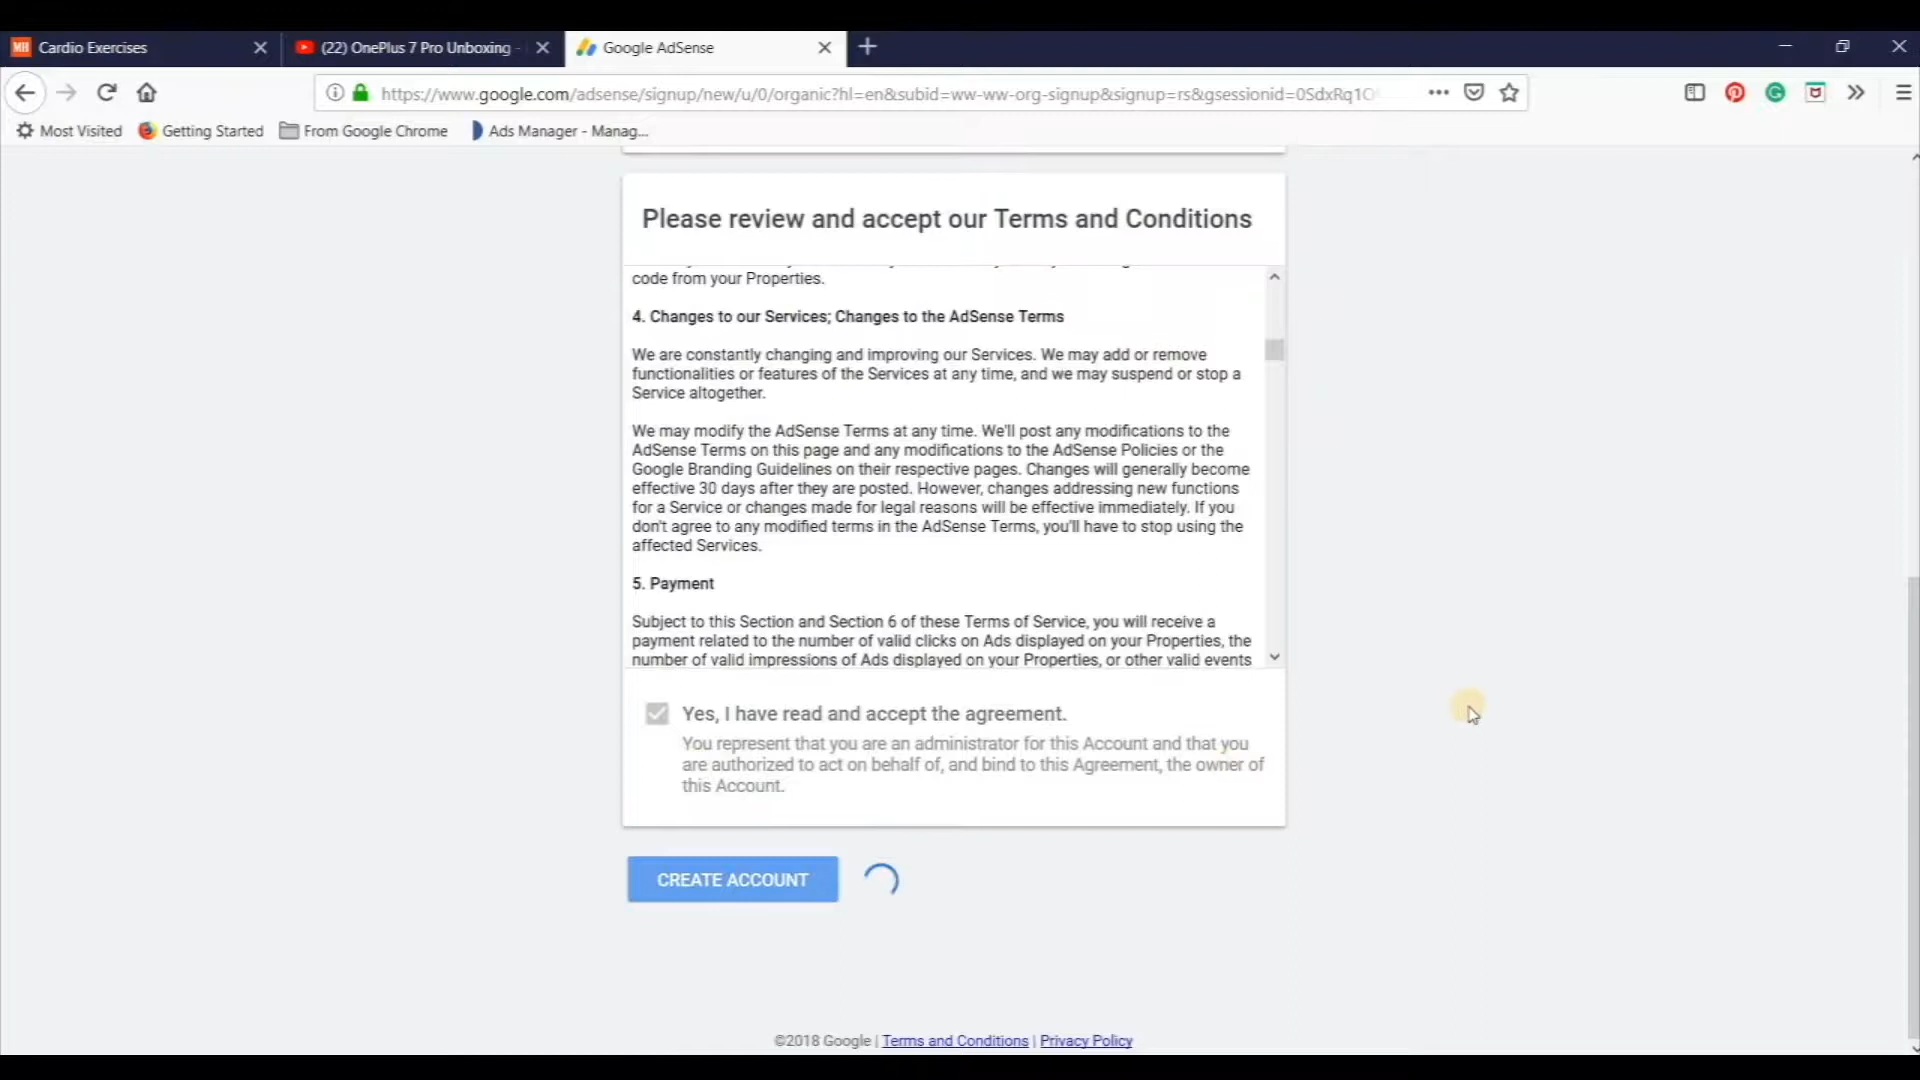 MH Cardio Exercises
(22) OnePlus 7 Pro Unboxing -
Google AdSense
https://www.google.com/adsense/signup/new/u/0/organic?hl=en&subid=ww-ww-org-signup&signup=rs&gsessionid=0SdxRq1
Most Visited
Getting Started
From Google Chrome
Ads Manager - Manag...
Please review and accept our Terms and Conditions
code from your Properties.
4. Changes to our Services; Changes to the AdSense Terms
We are constantly changing and improving our Services. We may add or remove
functionalities or features of the Services at any time, and we may suspend or stop a
Service altogether.
We may modify the AdSense Terms at any time. We'll post any modifications to the
AdSense Terms on this page and any modifications to the AdSense Policies or the
Google Branding Guidelines on their respective pages. Changes will generally become
effective 30 days after they are posted. However, changes addressing new functions
for a Service or changes made for legal reasons will be effective immediately. If you
don't agree to any modified terms in the AdSense Terms, you'll have to stop using the
affected Services.
5. Payment
Subject to this Section and Section 6 of these Terms of Service, you will receive a
payment related to the number of valid clicks on Ads displayed on your Properties, the
number of valid impressions of Ads displayed on your Properties, or other valid events
Yes, I have read and accept the agreement.
You represent that you are an administrator for this Account and that you
are authorized to act on behalf of, and bind to this Agreement, the owner of
this Account.
CREATE ACCOUNT
©2018 Google | Terms and Conditions | Privacy Policy